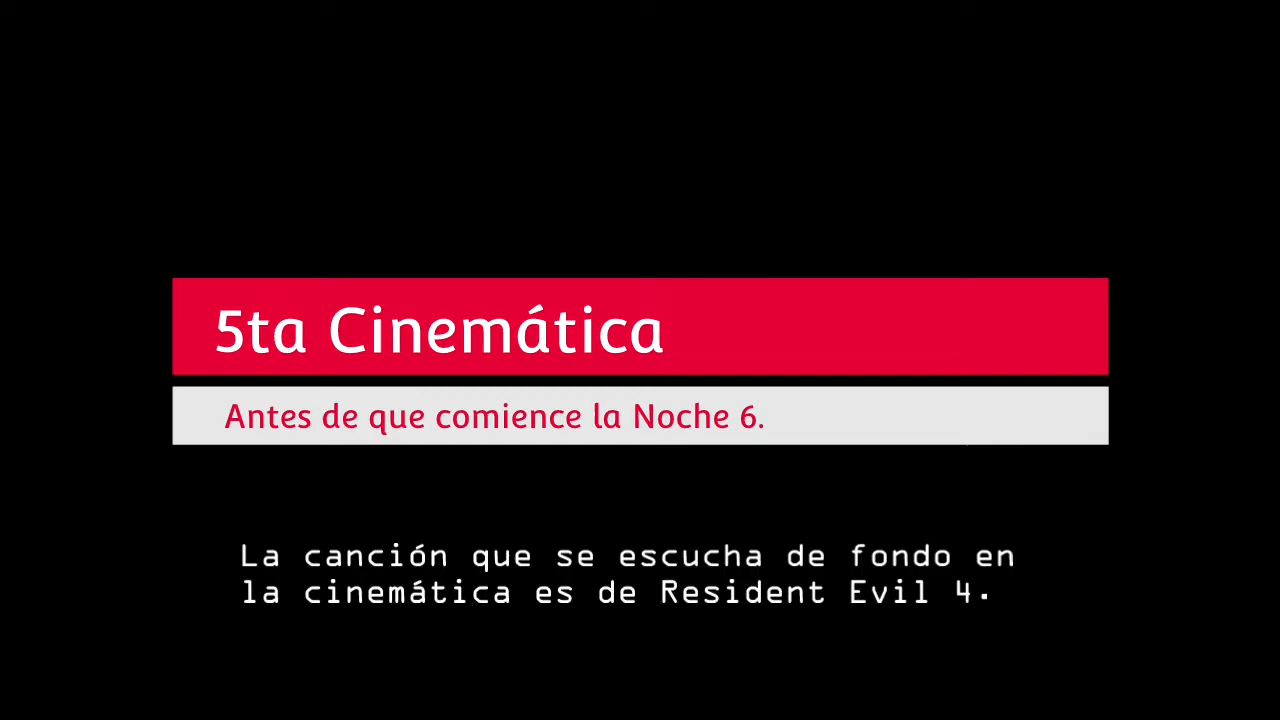 5ta Cinemática
Antes de que comience la Noche 6.
La canción que se escucha de fondo en
la cinemática es de Resident Evil 4.